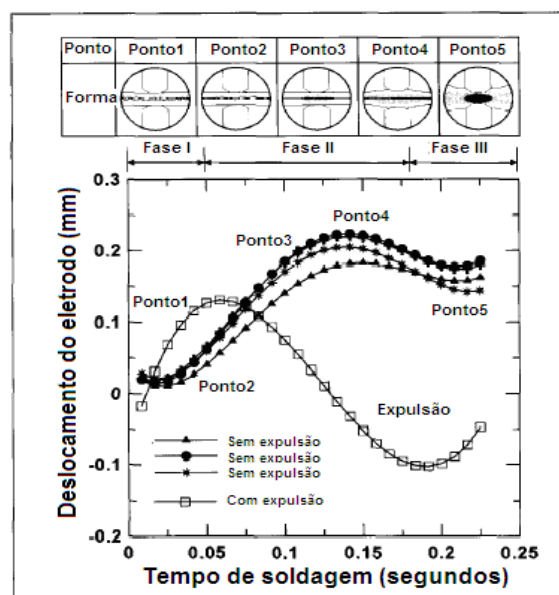 Ponto Ponto1 Ponto2 Ponto3 Ponto4 Ponto5
Forma
Fase I Fase II Fase III
Deslocamento do eletrodo (mm)
0.3
0.2
0.1
0
-0.1
-0.2
Ponto4
Ponto3
Ponto1
Ponto5
Ponto2
Expulsão
Sem expulsão
Sem expulsão
Sem expulsão
Com expulsão
0 0.05 0.1 0.15 0.2 0.25
Tempo de soldagem (segundos)